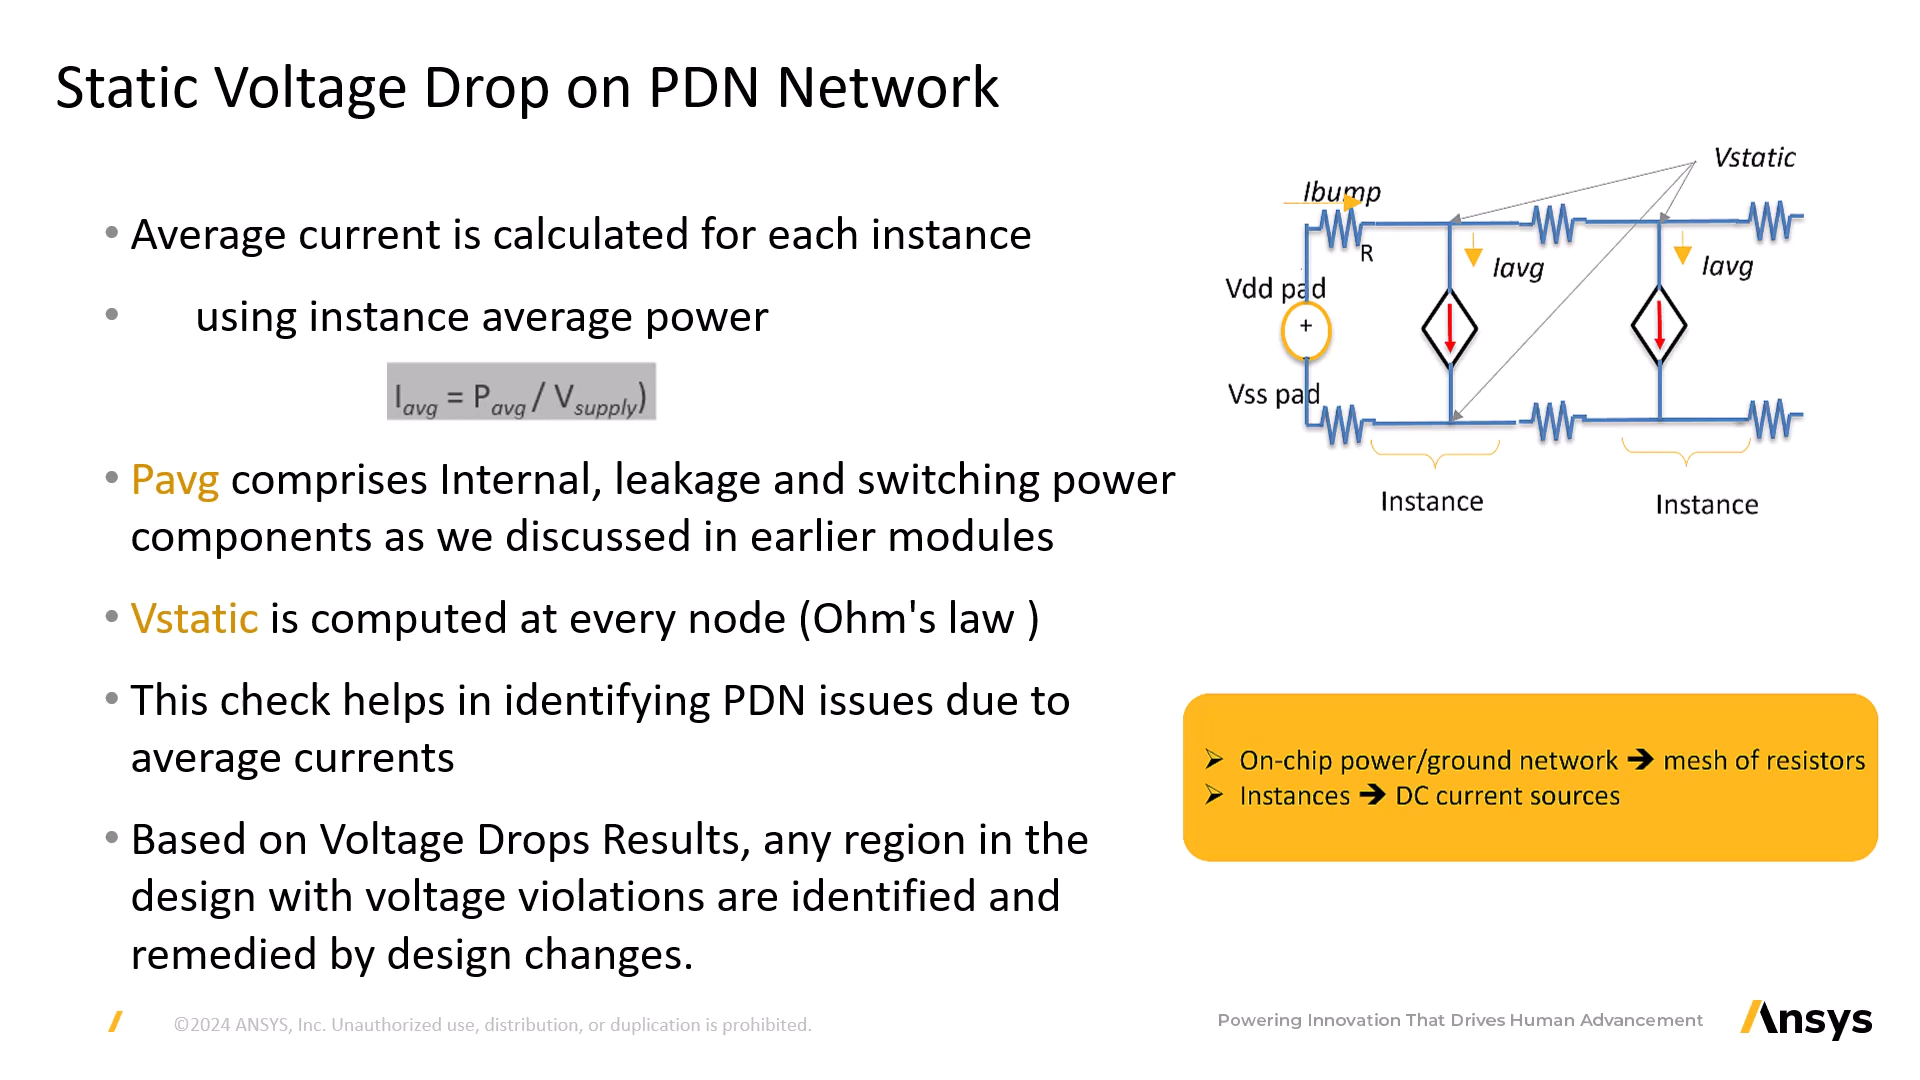 Static Voltage Drop on PDN Network
• Average current is calculated for each instance
• using instance average power
Iavg = Pavg / Vsupply)
• Pavg comprises Internal, leakage and switching power
components as we discussed in earlier modules
• Vstatic is computed at every node (Ohm's law )
• This check helps in identifying PDN issues due to
average currents
• Based on Voltage Drops Results, any region in the
design with voltage violations are identified and
remedied by design changes.
Vstatic
Ibump
R
Iavg
Iavg
Vdd pad
+
Vss pad
Instance
Instance
➢ On-chip power/ground network ➔ mesh of resistors
➢ Instances ➔ DC current sources
©2024 ANSYS, Inc. Unauthorized use, distribution, or duplication is prohibited.
Powering Innovation That Drives Human Advancement
Ansys